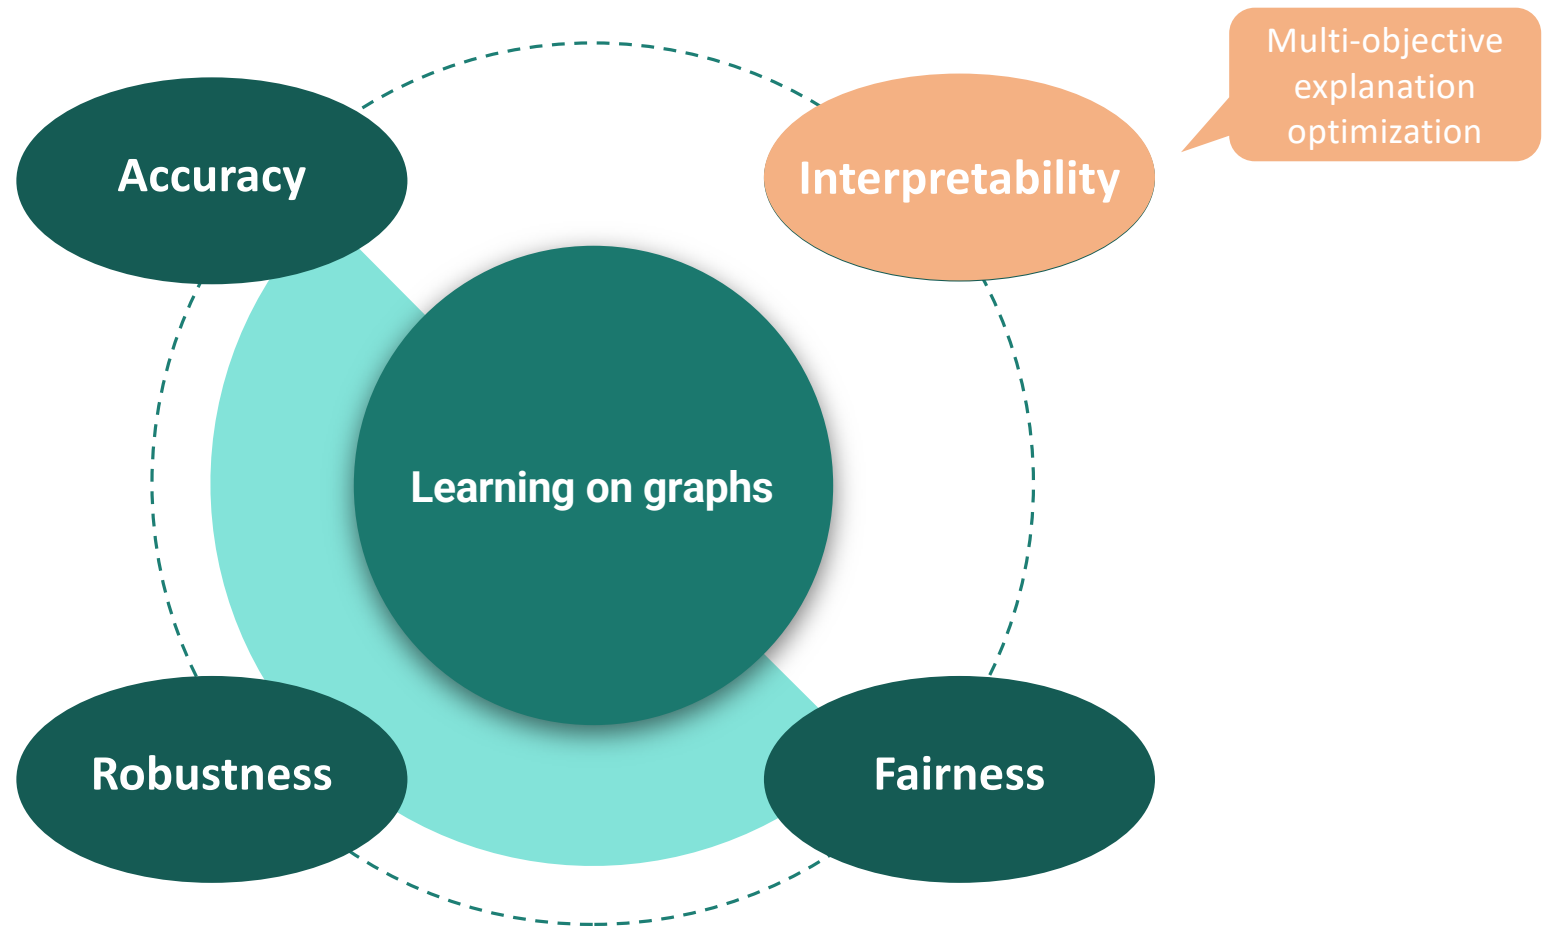 Multi-objective
explanation
optimization
Accuracy
Interpretability
Learning on graphs
Robustness
Fairness